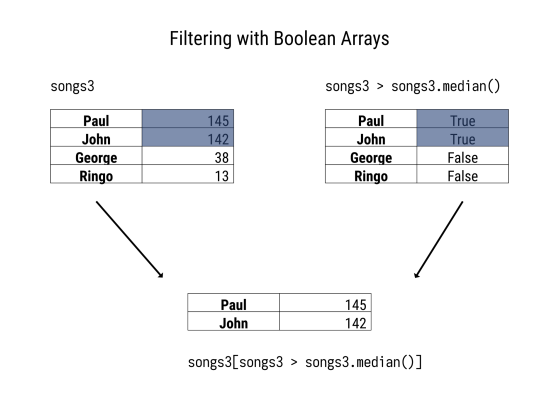 Filtering with Boolean Arrays
songs3
songs3 > songs3.median()
Paul 145
John 142
George 38
Ringo 13
Paul True
John True
George False
Ringo False
Paul 145
John 142
songs3[songs3 > songs3.median()]